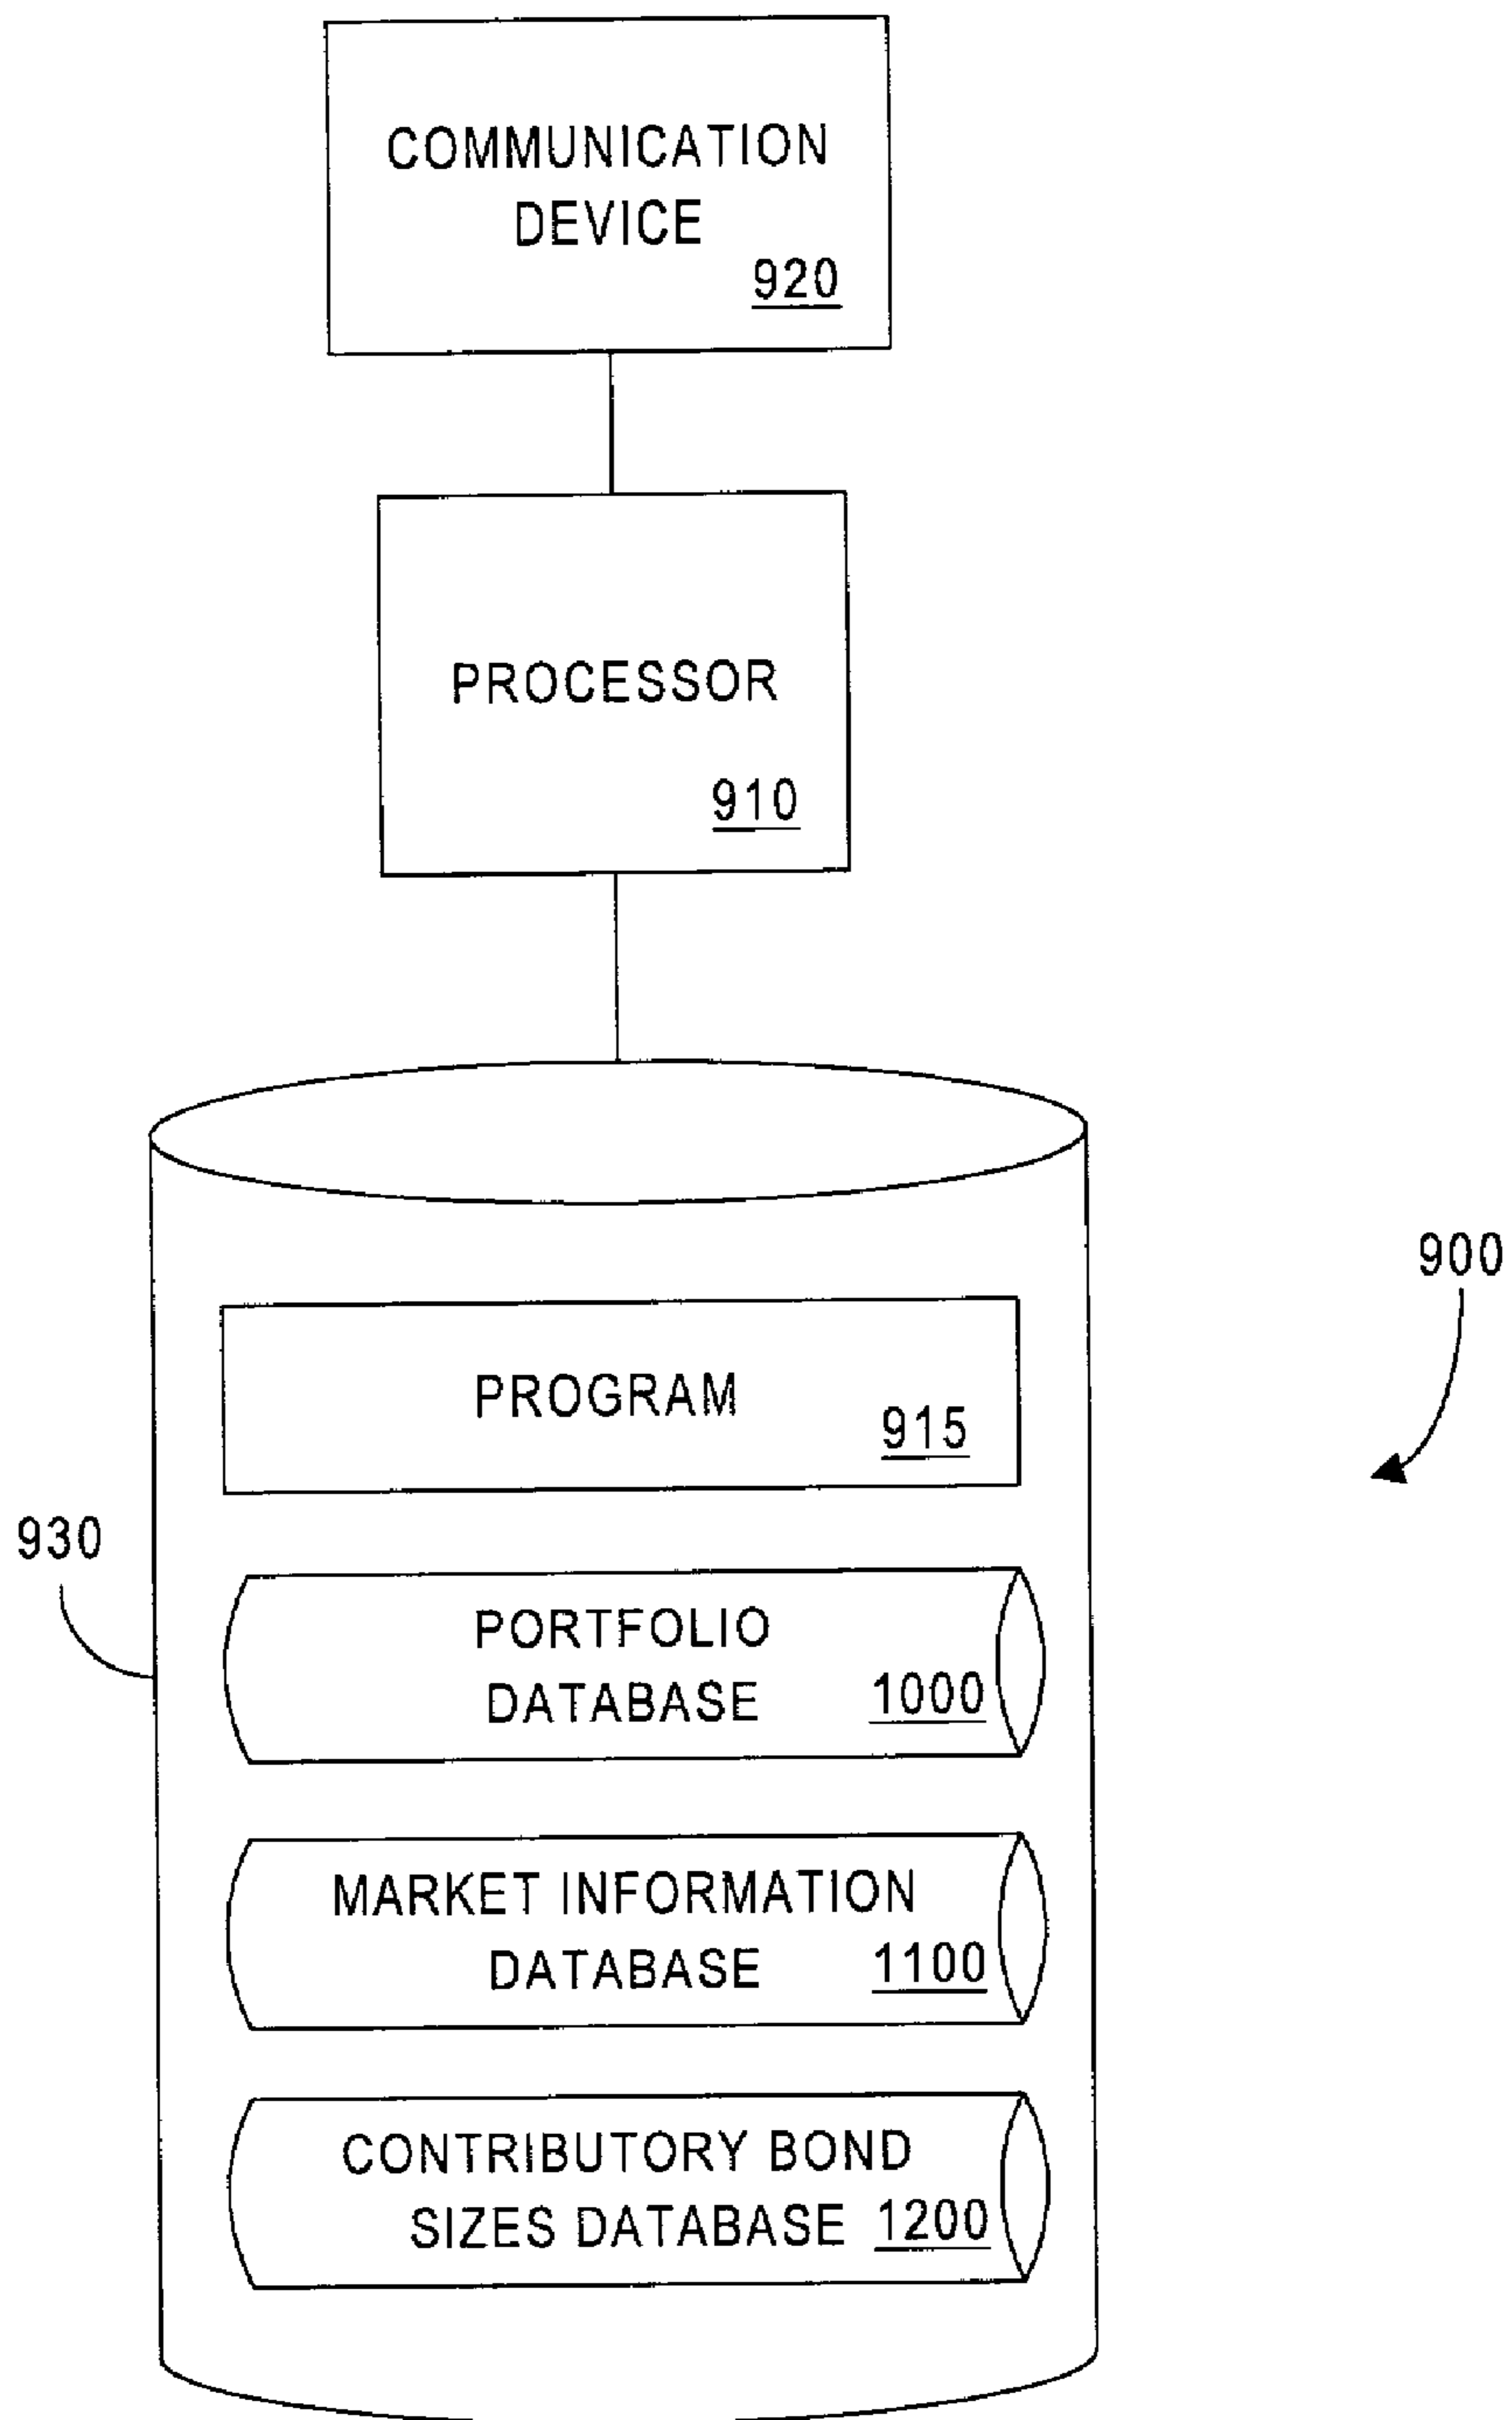 COMMUNICATION
DEVICE
920
PROCESSOR
910
900
PROGRAM
915
930
PORTFOLIO
DATABASE 1000
MARKET INFORMATION
DATABASE 1100
CONTRIBUTORY BOND
SIZES DATABASE 1200